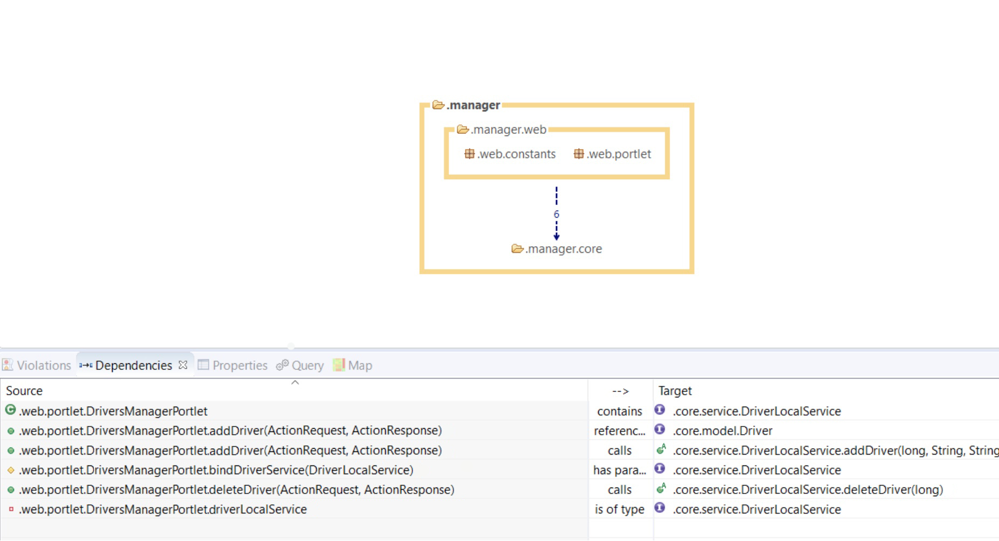 .manager
.manager.web
.web.constants .web.portlet
6
.manager.core
Violations Dependencies Properties Query Map
Source --> Target
.web.portlet.DriversManagerPortlet contains .core.service.DriverLocalService
.web.portlet.DriversManagerPortlet.addDriver(ActionRequest, ActionResponse) referenc... .core.model.Driver
.web.portlet.DriversManagerPortlet.addDriver(ActionRequest, ActionResponse) calls .core.service.DriverLocalService.addDriver(long, String, String
.web.portlet.DriversManagerPortlet.bindDriverService(DriverLocalService) has para... .core.service.DriverLocalService
.web.portlet.DriversManagerPortlet.deleteDriver(ActionRequest, ActionResponse) calls .core.service.DriverLocalService.deleteDriver(long)
.web.portlet.DriversManagerPortlet.driverLocalService is of type .core.service.DriverLocalService